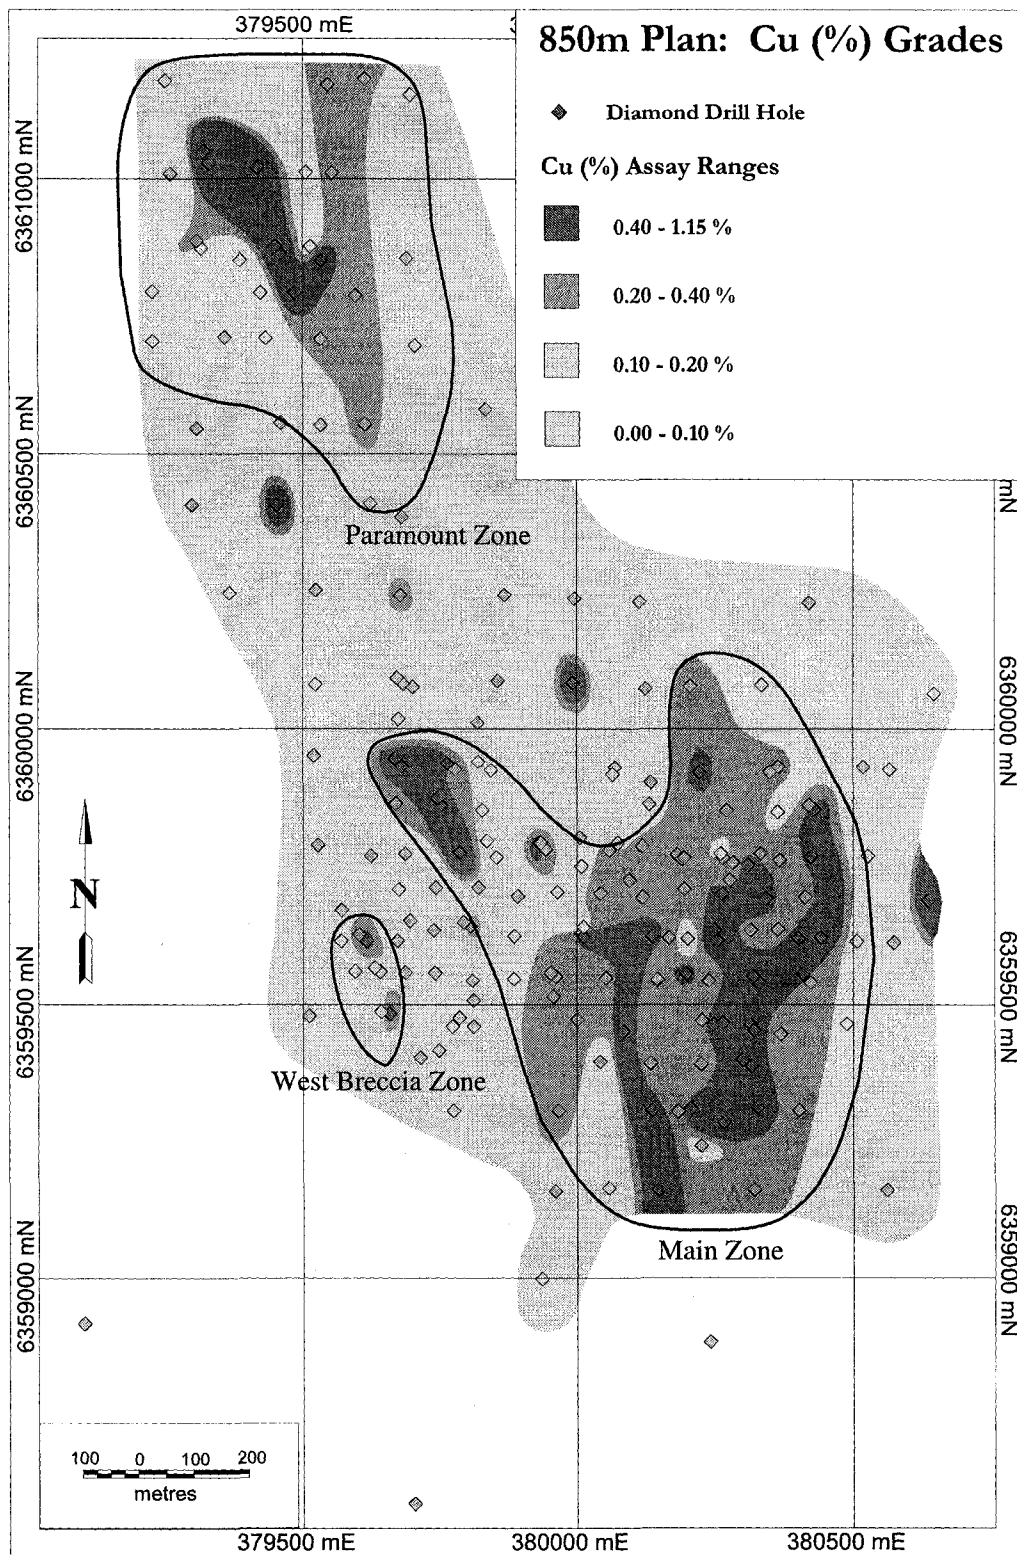 379500 mE
3
850m Plan: Cu (%) Grades
Diamond Drill Hole
Cu (%) Assay Ranges
0.40 - 1.15 %
0.20 - 0.40 %
0.10 - 0.20 %
0.00 - 0.10 %
6361000 mN
6360500 mN
mN
Paramount Zone
6360000 mN
6360000 mN
N
6359500 mN
6359500 mN
West Breccia Zone
Main Zone
6359000 mN
6359000 mN
100 0 100 200
metres
379500 mE
380000 mE
380500 mE